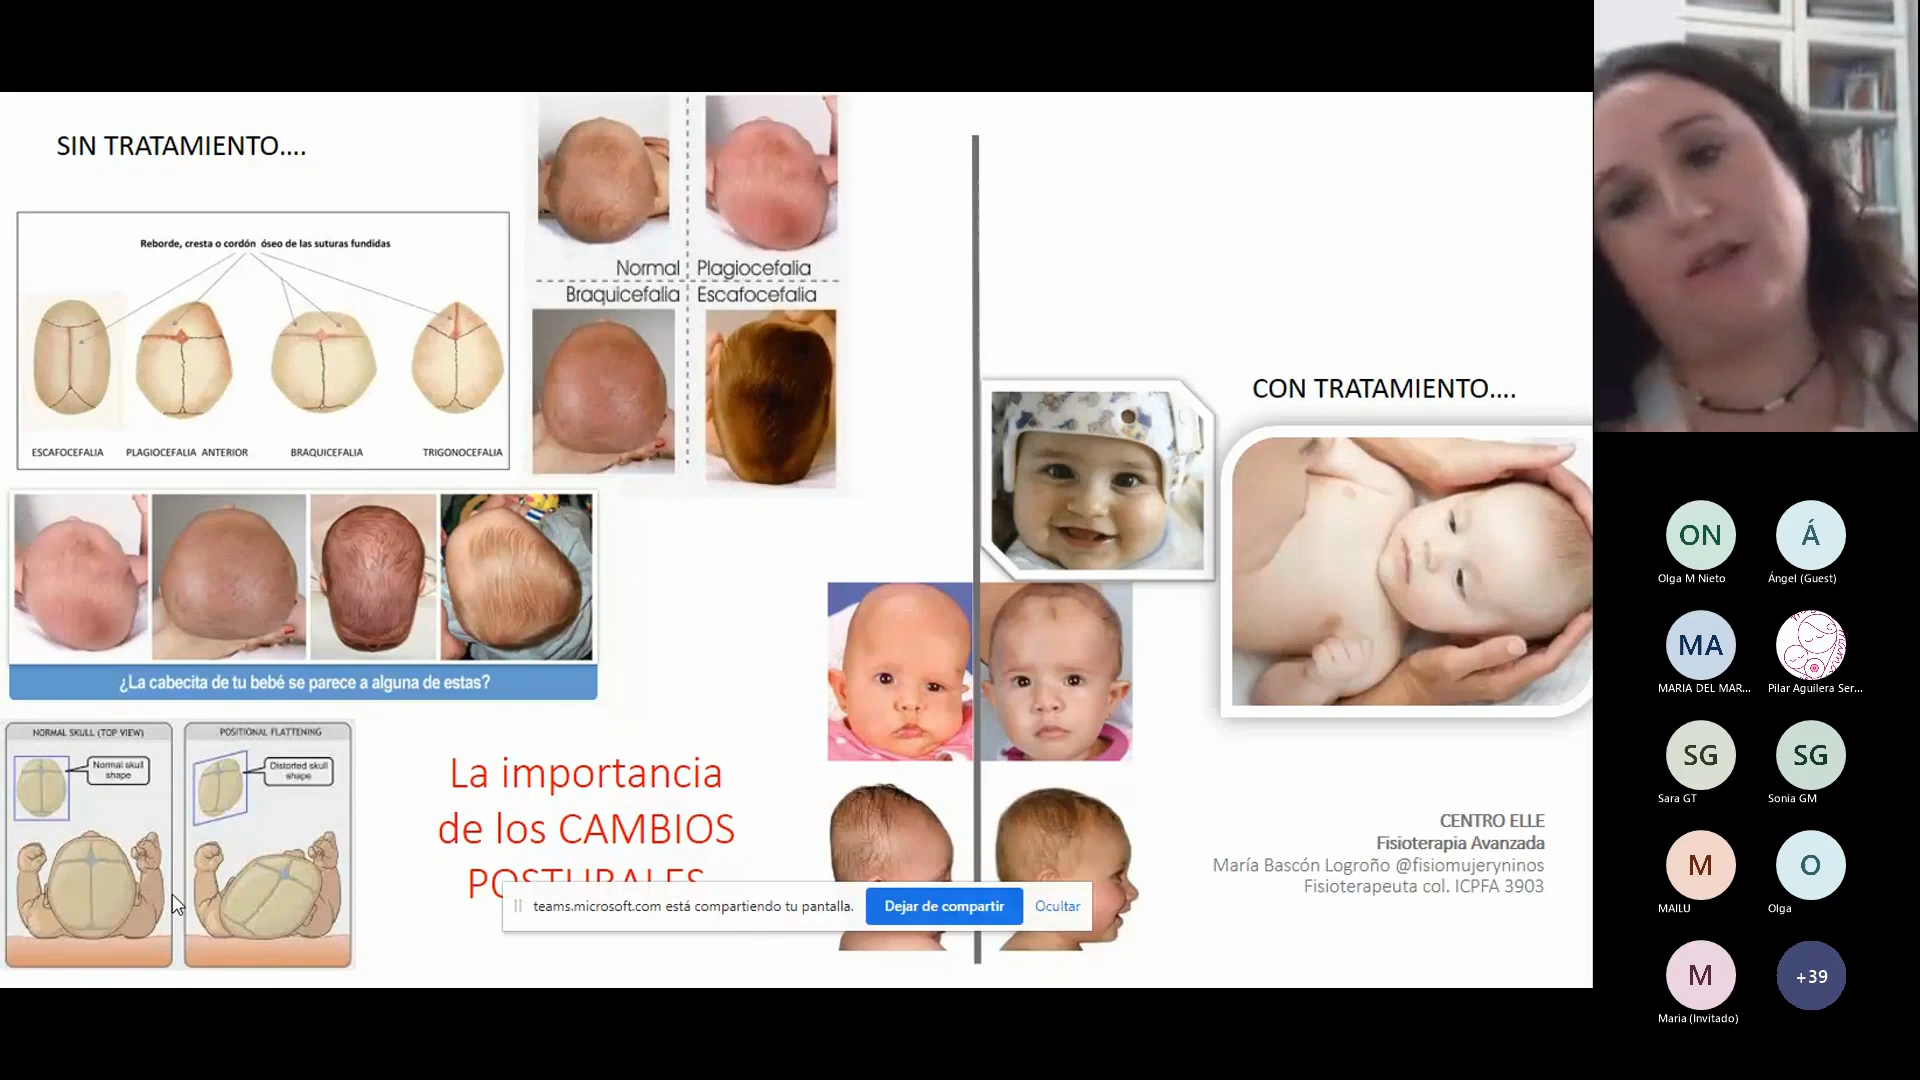 SIN TRATAMIENTO....
Reborde, cresta o cordón óseo de las suturas fundidas
ESCAFOCEFALIA
PLAGIOCEFALIA ANTERIOR
BRAQUICEFALIA
TRIGONOCEFALIA
Normal
Plagiocefalia
Braquicefalia
Escafocefalia
¿La cabecita de tu bebé se parece a alguna de estas?
NORMAL SKULL (TOP VIEW)
Normal skull
shape
POSITIONAL FLATTENING
Distorted skull
shape
La importancia
de los CAMBIOS
POSTURALES
CON TRATAMIENTO....
CENTRO ELLE
Fisioterapia Avanzada
María Bascón Logroño @fisiomujeryninos
Fisioterapeuta col. ICPFA 3903
teams.microsoft.com está compartiendo tu pantalla.
Dejar de compartir
Ocultar
ON
Olga M Nieto
Á
Ángel (Guest)
MA
MARIA DEL MAR...
Pilar Aguilera Ser...
SG
Sara GT
SG
Sonia GM
M
MAILU
O
Olga
M
Maria (Invitado)
+39